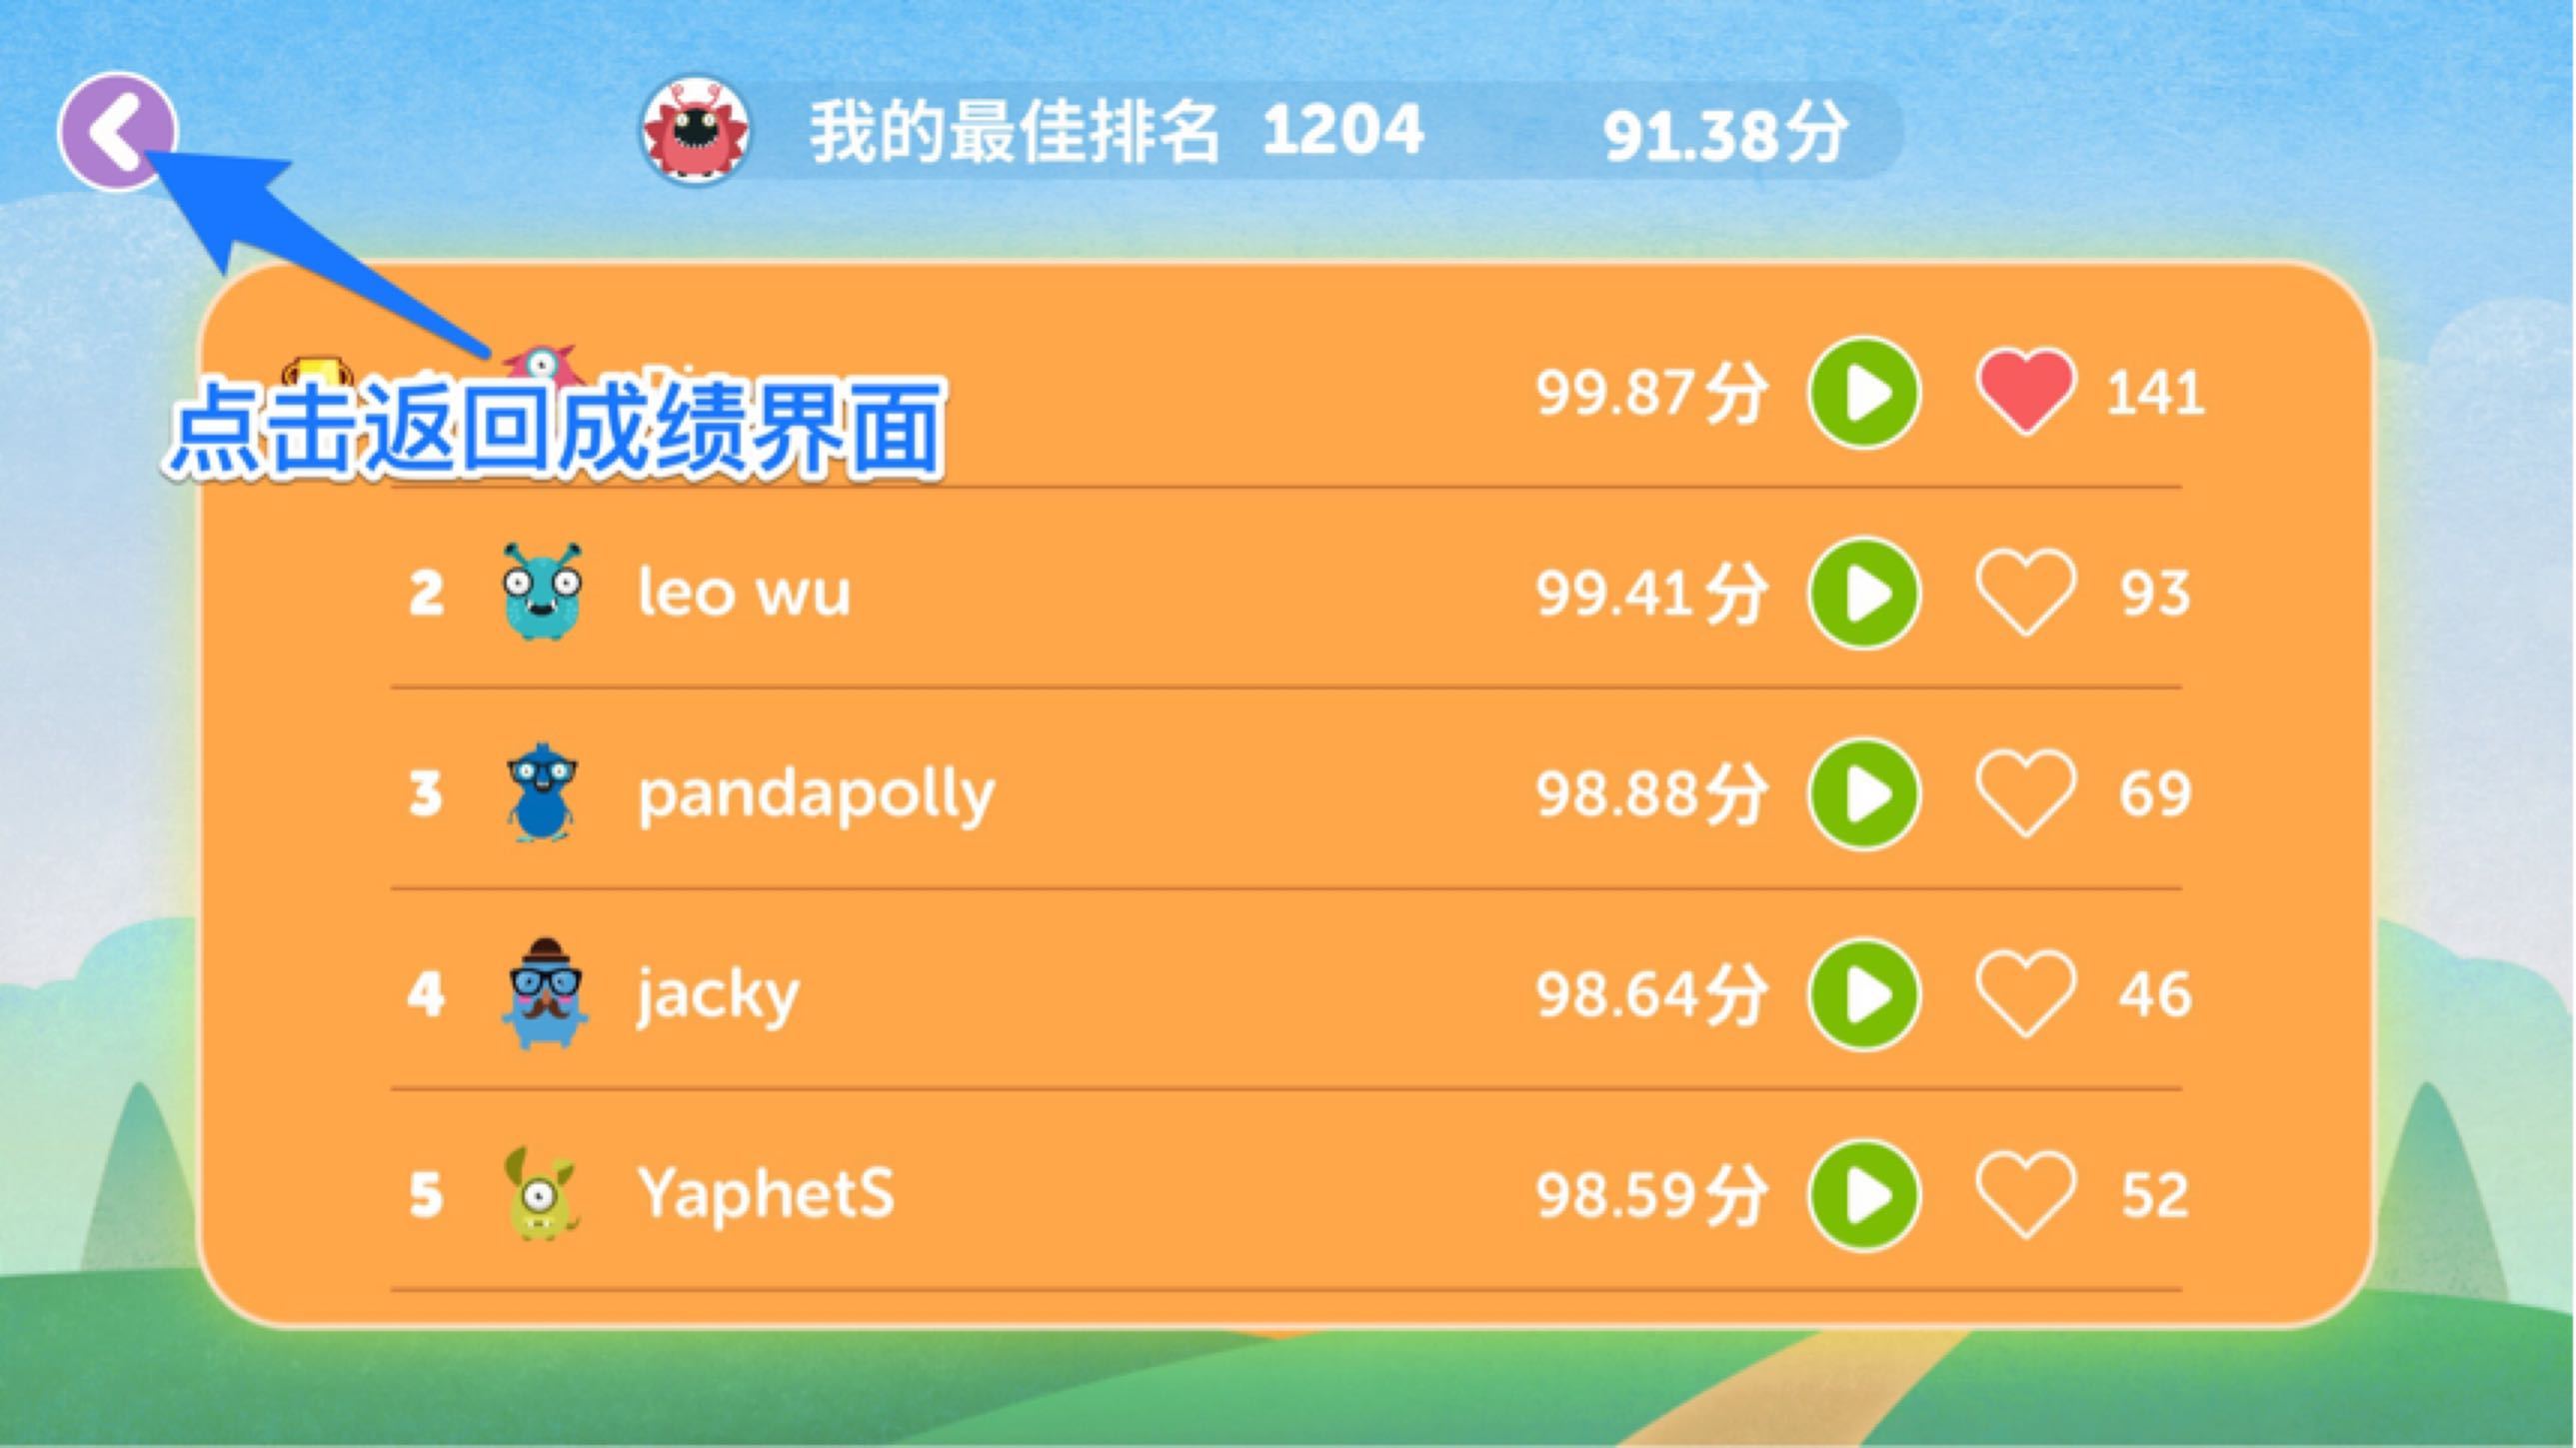 我的最佳排名 1204 91.38分
99.87分 141
点击返回成绩界面
2 leo wu 99.41分 93
3 pandapolly 98.88分 69
4 jacky 98.64分 46
5 YaphetS 98.59分 52